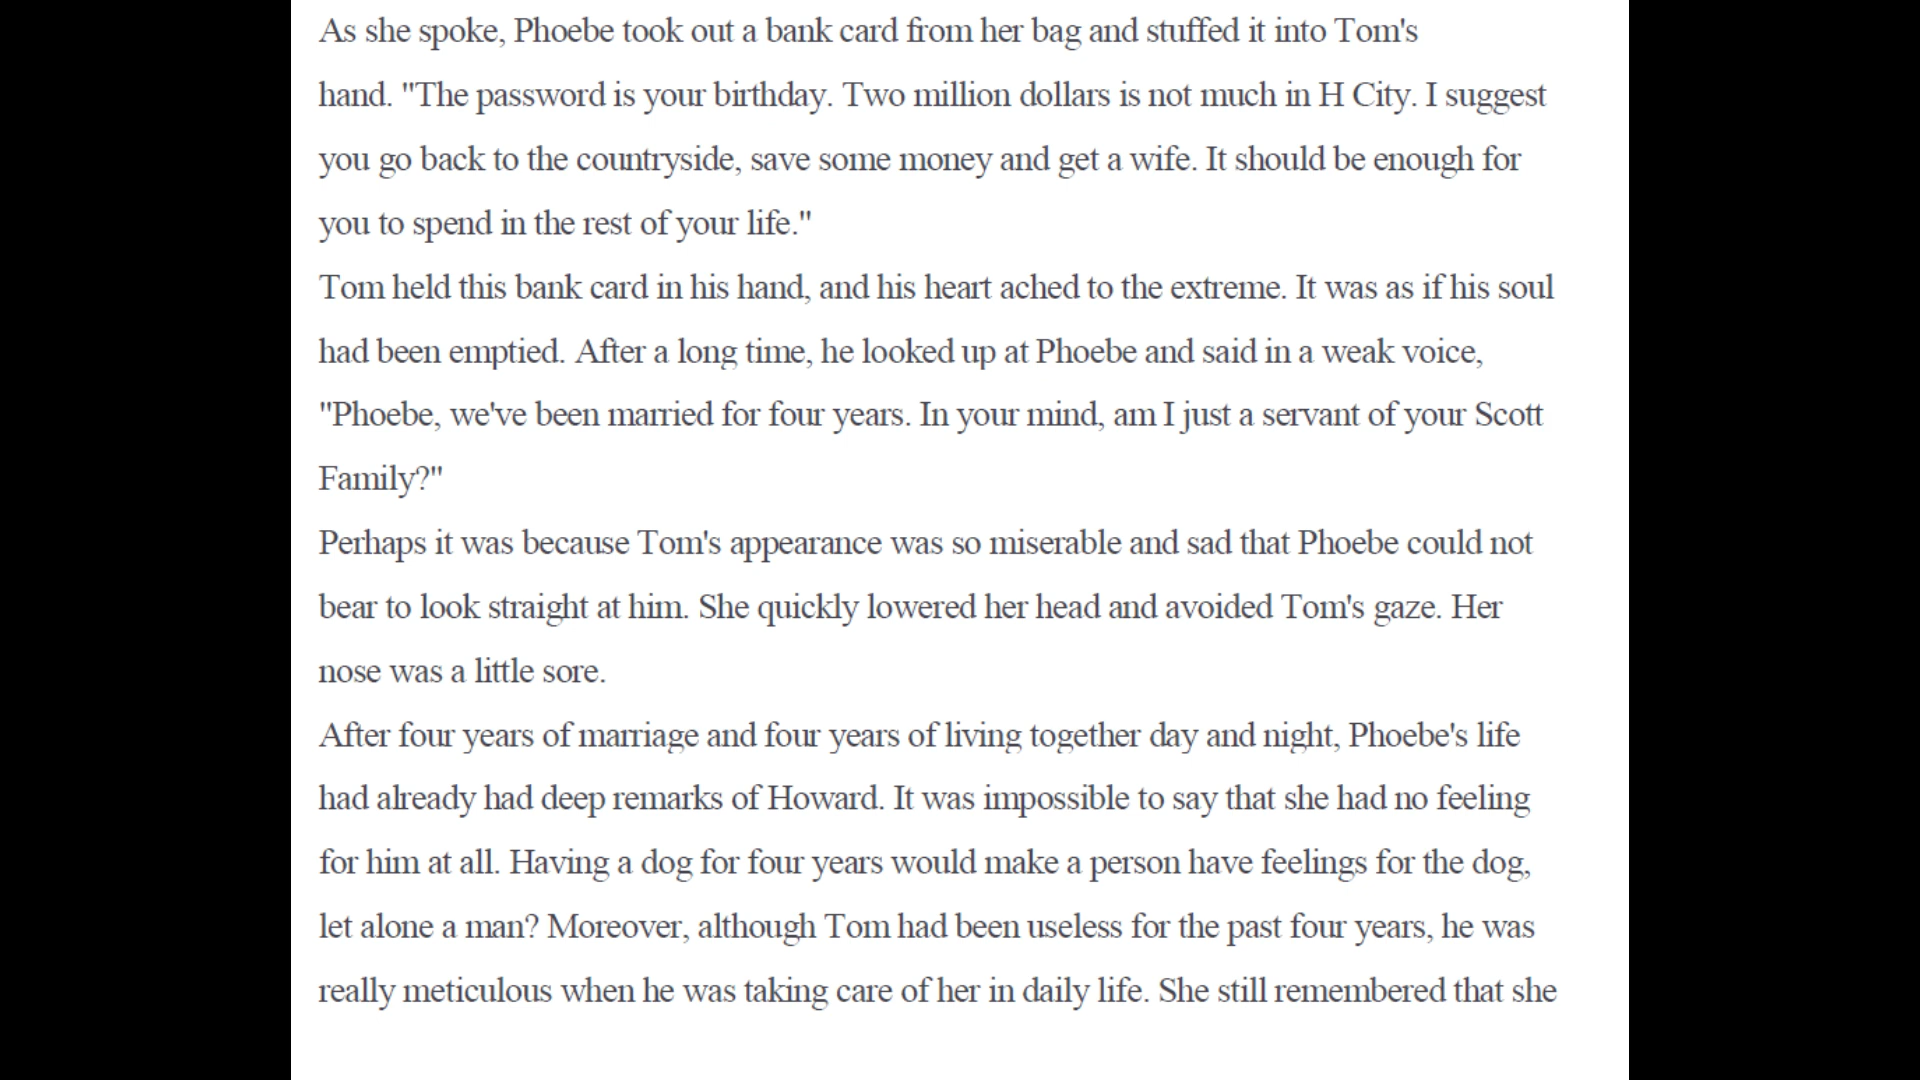 As she spoke, Phoebe took out a bank card from her bag and stuffed it into Tom's
hand. "The password is your birthday. Two million dollars is not much in H City. I suggest
you go back to the countryside, save some money and get a wife. It should be enough for
you to spend in the rest of your life."
Tom held this bank card in his hand, and his heart ached to the extreme. It was as if his soul
had been emptied. After a long time, he looked up at Phoebe and said in a weak voice,
"Phoebe, we've been married for four years. In your mind, am I just a servant of your Scott
Family?"
Perhaps it was because Tom's appearance was so miserable and sad that Phoebe could not
bear to look straight at him. She quickly lowered her head and avoided Tom's gaze. Her
nose was a little sore.
After four years of marriage and four years of living together day and night, Phoebe's life
had already had deep remarks of Howard. It was impossible to say that she had no feeling
for him at all. Having a dog for four years would make a person have feelings for the dog,
let alone a man? Moreover, although Tom had been useless for the past four years, he was
really meticulous when he was taking care of her in daily life. She still remembered that she